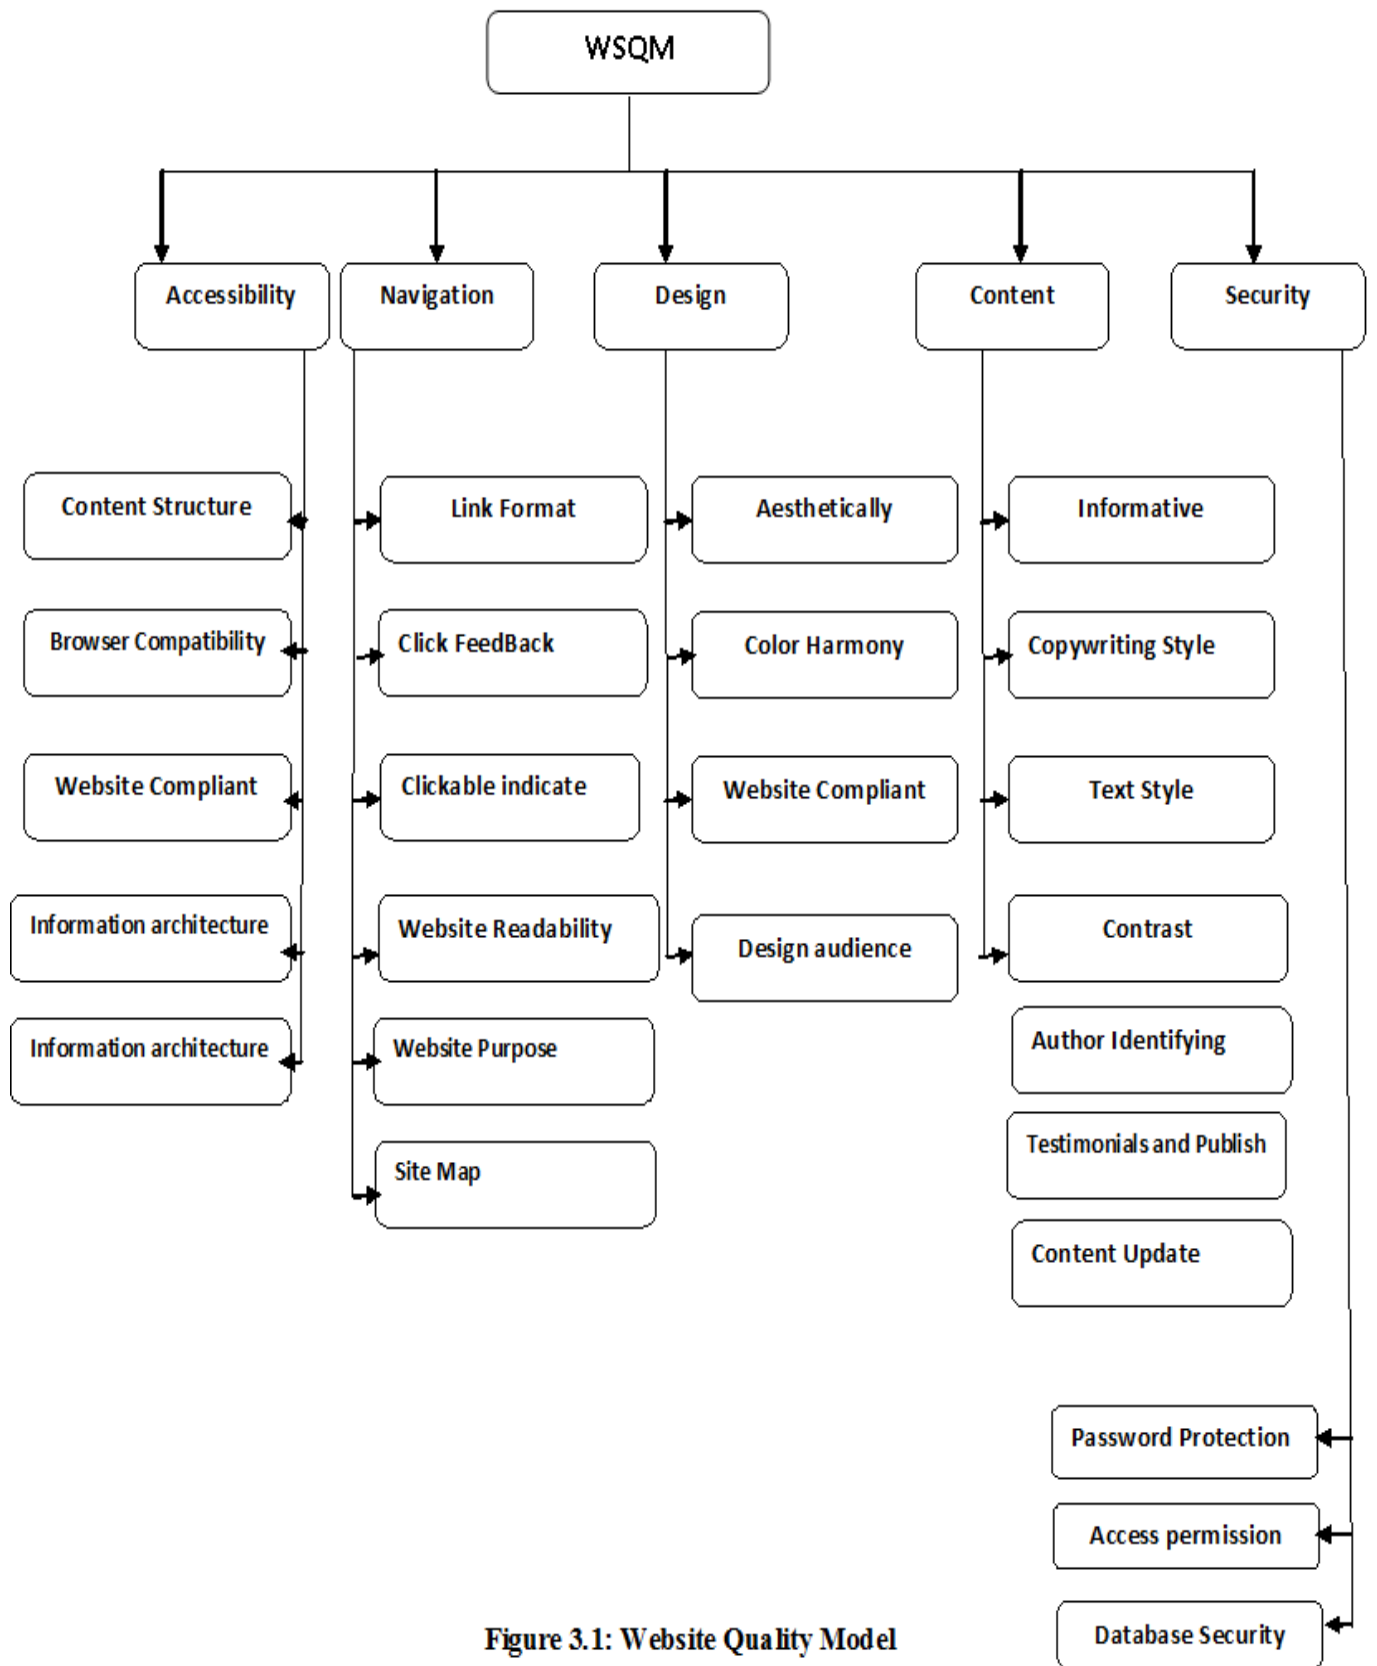 WSQM
Accessibility
Navigation
Design
Content
Security
Content Structure
Link Format
Aesthetically
Informative
Browser Compatibility
Click FeedBack
Color Harmony
Copywriting Style
Website Compliant
Clickable indicate
Website Compliant
Text Style
Information architecture
Website Readability
Design audience
Contrast
Information architecture
Website Purpose
Author Identifying
Testimonials and Publish
Site Map
Content Update
Password Protection
Access permission
Database Security
Figure 3.1: Website Quality Model